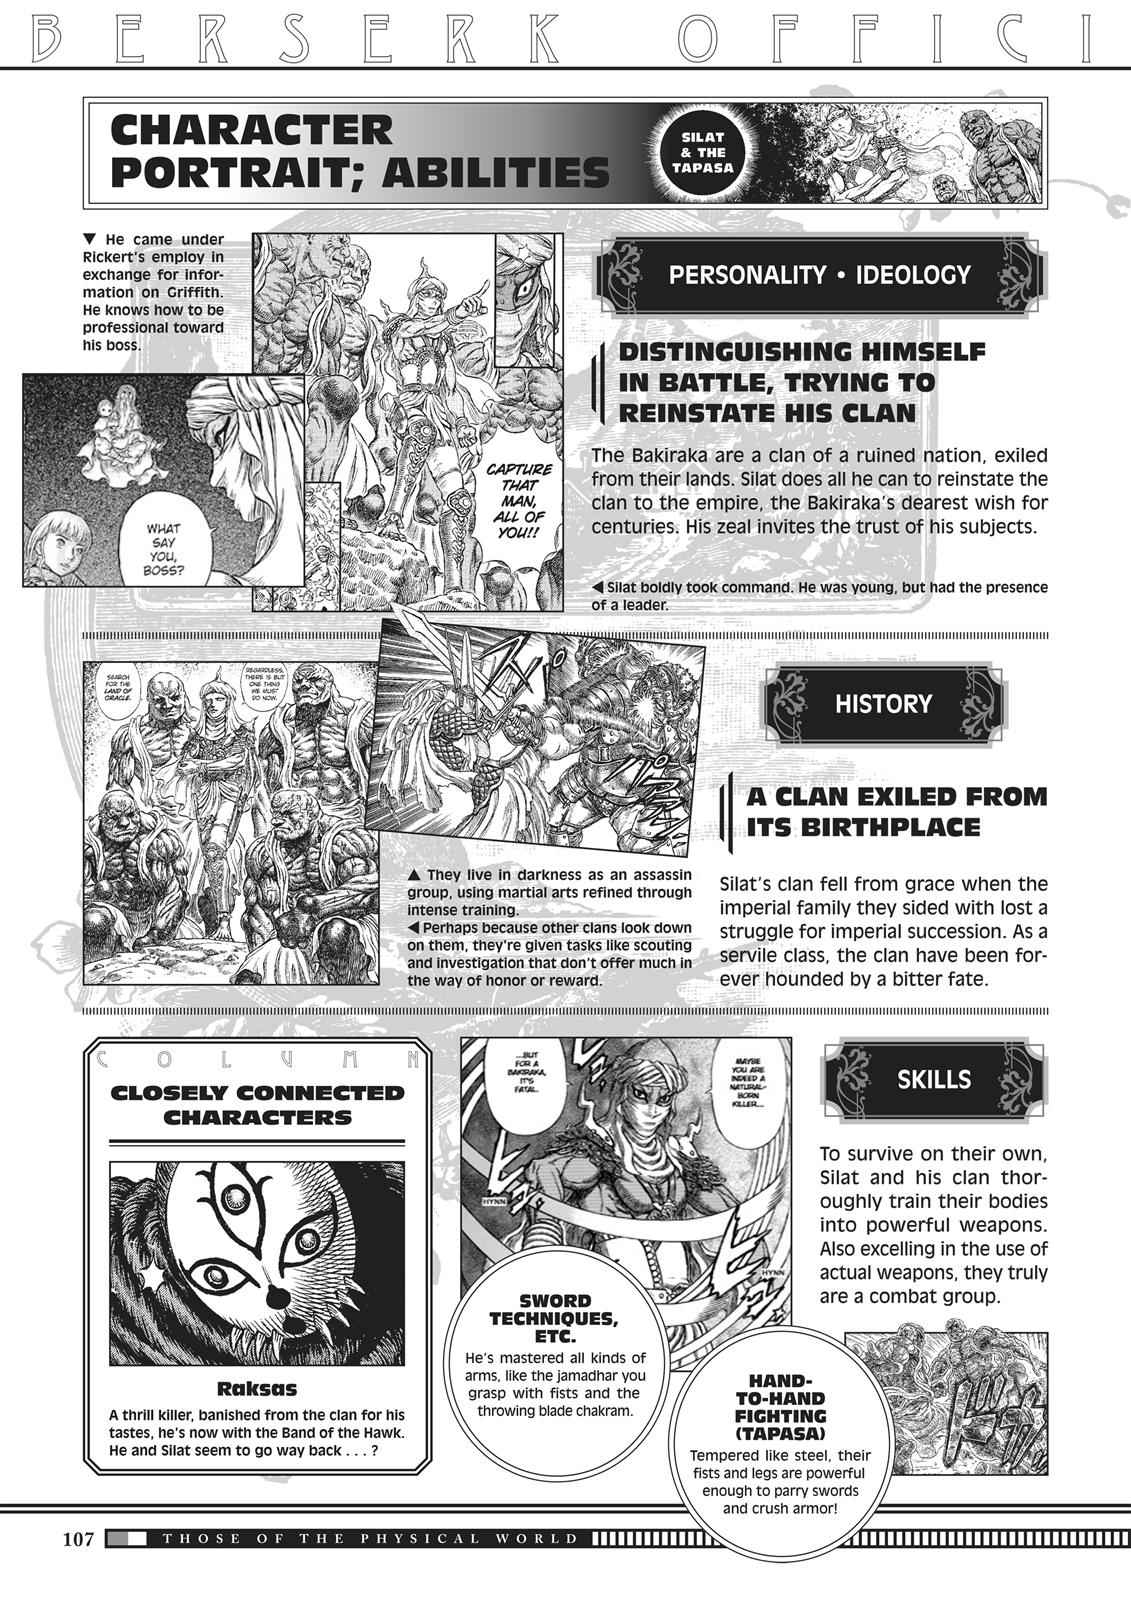 BERSERK OFFICI
CHARACTER
PORTRAIT; ABILITIES
SILAT
& THE
TAPASA
▼ He came under
Rickert's employ in
exchange for infor-
mation on Griffith.
He knows how to be
professional toward
his boss.
WHAT
SAY
YOU,
BOSS?
CAPTURE
THAT
MAN,
ALL OF
YOU!!
PERSONALITY • IDEOLOGY
DISTINGUISHING HIMSELF
IN BATTLE, TRYING TO
REINSTATE HIS CLAN
The Bakiraka are a clan of a ruined nation, exiled
from their lands. Silat does all he can to reinstate the
clan to the empire, the Bakiraka's dearest wish for
centuries. His zeal invites the trust of his subjects.
◀ Silat boldly took command. He was young, but had the presence
of a leader.
SEARCH
FOR THE
LAND OF
ORACLE.
REGARDLESS,
THERE IS BUT
ONE THING
WE MUST
DO NOW.
▲ They live in darkness as an assassin
group, using martial arts refined through
intense training.
◀ Perhaps because other clans look down
on them, they're given tasks like scouting
and investigation that don't offer much in
the way of honor or reward.
HISTORY
A CLAN EXILED FROM
ITS BIRTHPLACE
Silat's clan fell from grace when the
imperial family they sided with lost a
struggle for imperial succession. As a
servile class, the clan have been for-
ever hounded by a bitter fate.
COLUMN
CLOSELY CONNECTED
CHARACTERS
Raksas
A thrill killer, banished from the clan for his
tastes, he's now with the Band of the Hawk.
He and Silat seem to go way back . . . ?
...BUT
FOR A
BAKIRAKA,
IT'S
FATAL.
MAYBE
YOU ARE
INDEED A
NATURAL-
BORN
KILLER...
HYNN
HYNN
SWORD
TECHNIQUES,
ETC.
He's mastered all kinds of
arms, like the jamadhar you
grasp with fists and the
throwing blade chakram.
SKILLS
To survive on their own,
Silat and his clan thor-
oughly train their bodies
into powerful weapons.
Also excelling in the use of
actual weapons, they truly
are a combat group.
HAND-
TO-HAND
FIGHTING
(TAPASA)
Tempered like steel, their
fists and legs are powerful
enough to parry swords
and crush armor!
107
THOSE OF THE PHYSICAL WORLD